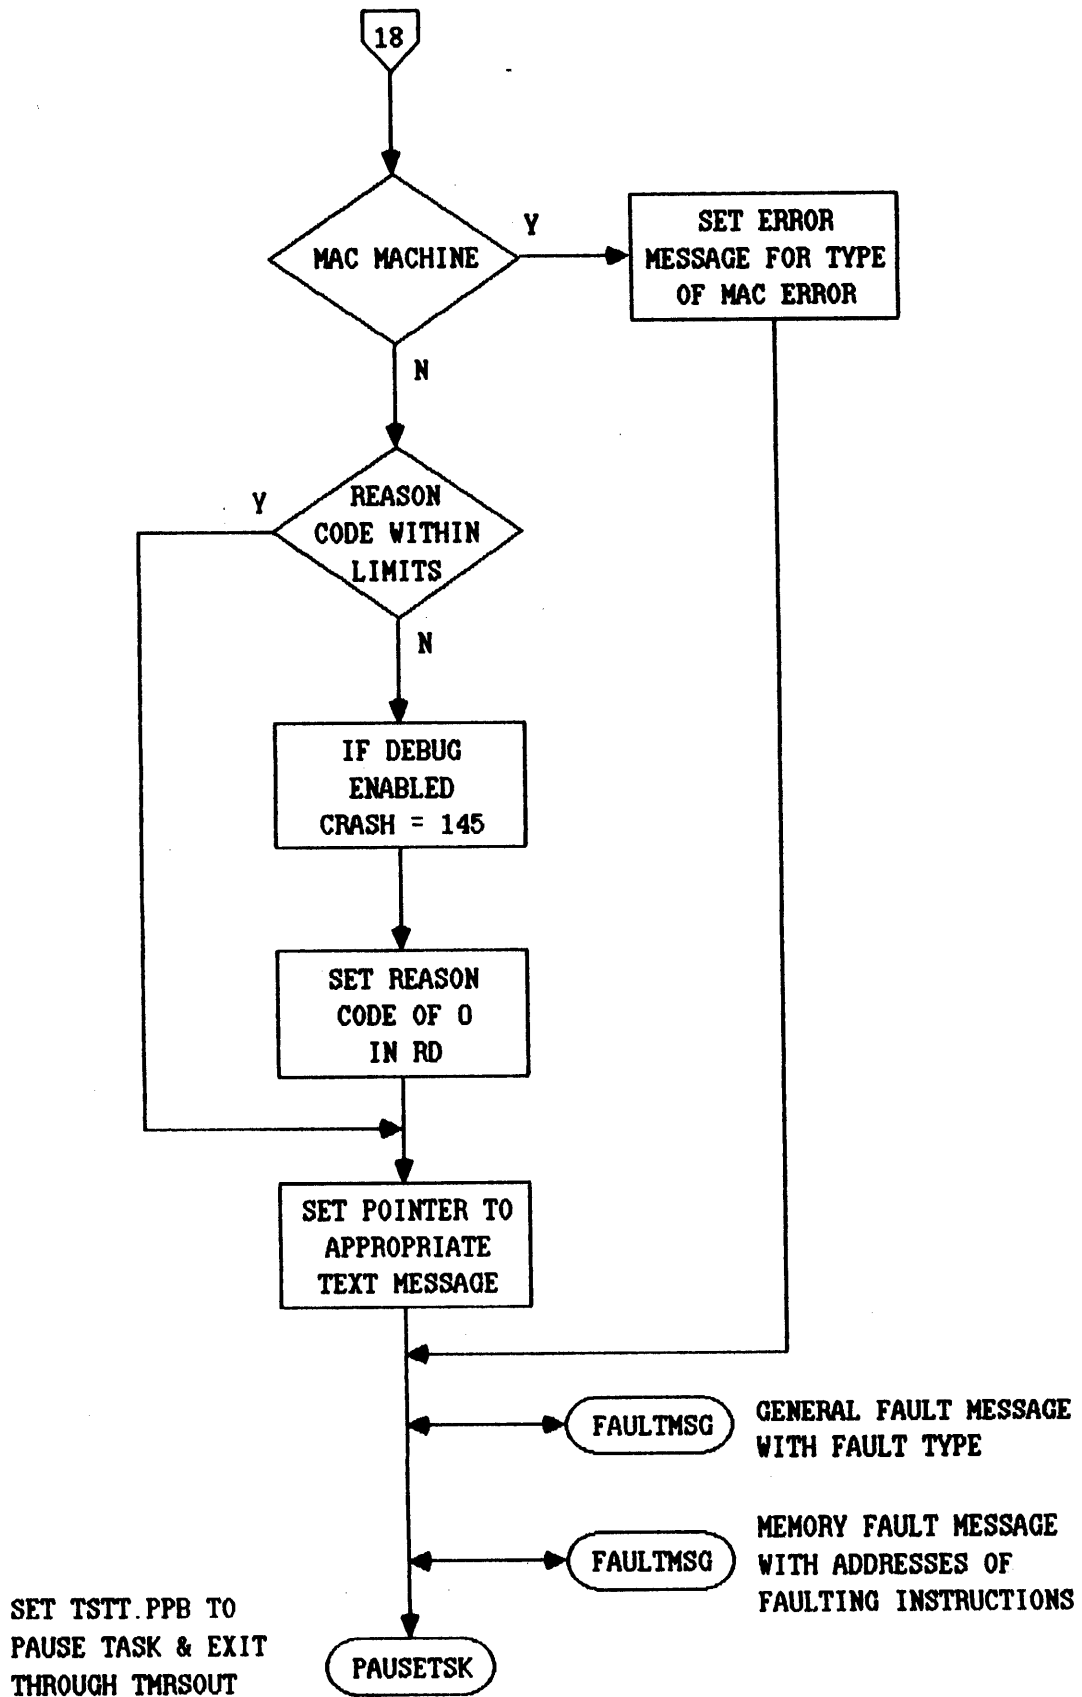 18
MAC MACHINE
Y
SET ERROR
MESSAGE FOR TYPE
OF MAC ERROR
N
Y
REASON
CODE WITHIN
LIMITS
N
IF DEBUG
ENABLED
CRASH = 145
SET REASON
CODE OF 0
IN RD
SET POINTER TO
APPROPRIATE
TEXT MESSAGE
FAULTMSG
GENERAL FAULT MESSAGE
WITH FAULT TYPE
FAULTMSG
MEMORY FAULT MESSAGE
WITH ADDRESSES OF
FAULTING INSTRUCTIONS
SET TSTT.PPB TO
PAUSE TASK & EXIT
THROUGH TMRSOUT
PAUSETSK